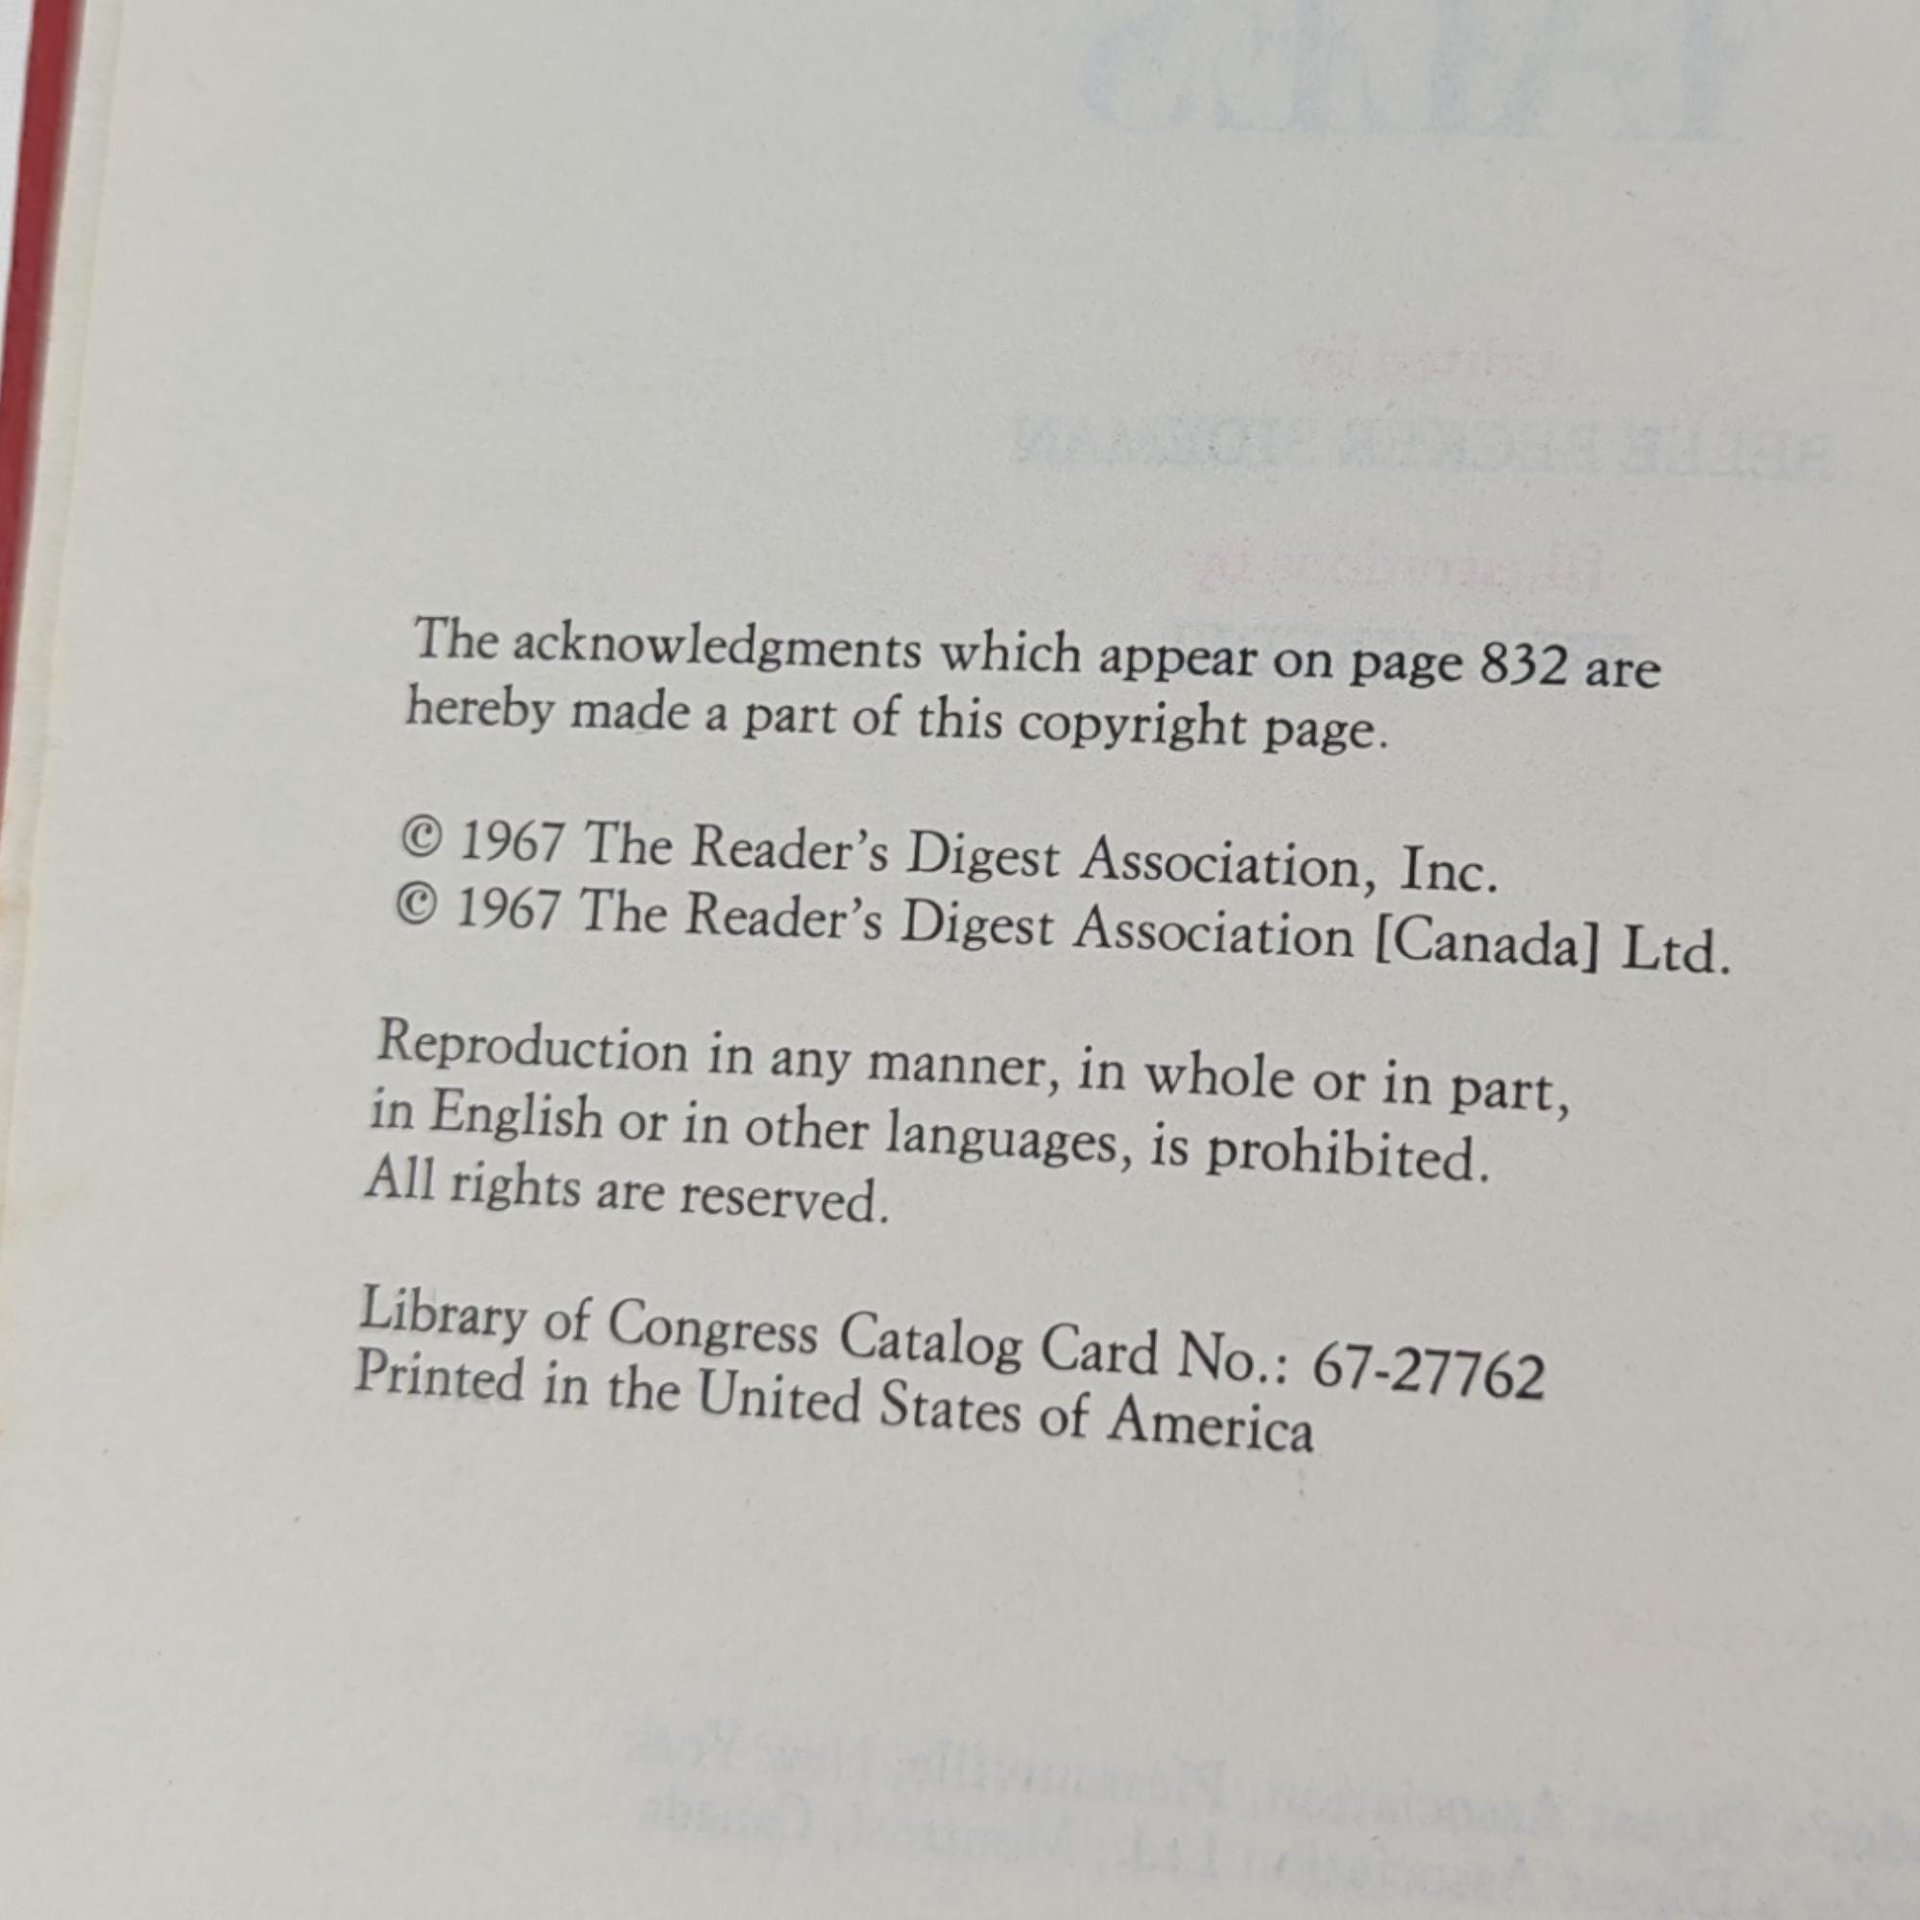 The acknowledgments which appear on page 832 are
hereby made a part of this copyright page.
© 1967 The Reader's Digest Association, Inc.
© 1967 The Reader's Digest Association [Canada] Ltd.
Reproduction in any manner, in whole or in part,
in English or in other languages, is prohibited.
All rights are reserved.
Library of Congress Catalog Card No.: 67-27762
Printed in the United States of America